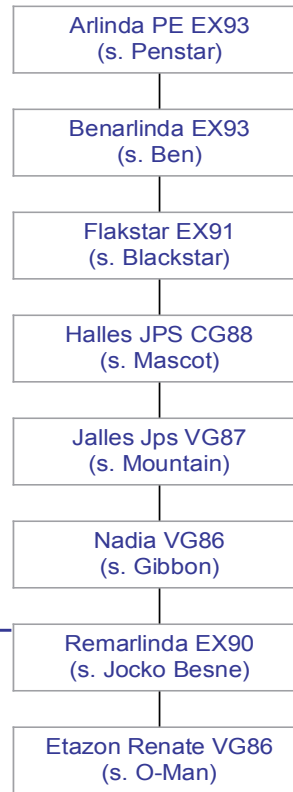 Arlinda PE EX93
(s. Penstar)
Benarlinda EX93
(s. Ben)
Flakstar EX91
(s. Blackstar)
Halles JPS CG88
(s. Mascot)
Jalles Jps VG87
(s. Mountain)
Nadia VG86
(s. Gibbon)
Remarlinda EX90
(s. Jocko Besne)
Etazon Renate VG86
(s. O-Man)